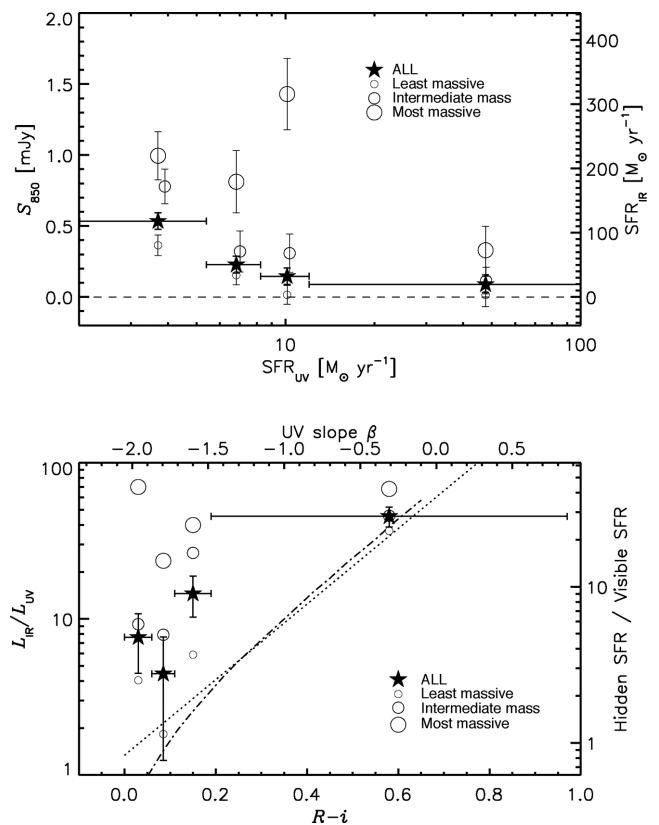 2.0
1.5
1.0
0.5
0.0
S850 [mJy]
400
300
200
100
0
SFRIR [M⊙ yr−1]
ALL
Least massive
Intermediate mass
Most massive
10 100
SFRUV [M⊙ yr−1]
UV slope β
−2.0 −1.5 −1.0 −0.5 0.0 0.5
100
10
1
LIR/LUV
10
1
Hidden SFR / Visible SFR
ALL
Least massive
Intermediate mass
Most massive
0.0 0.2 0.4 0.6 0.8 1.0
R−i